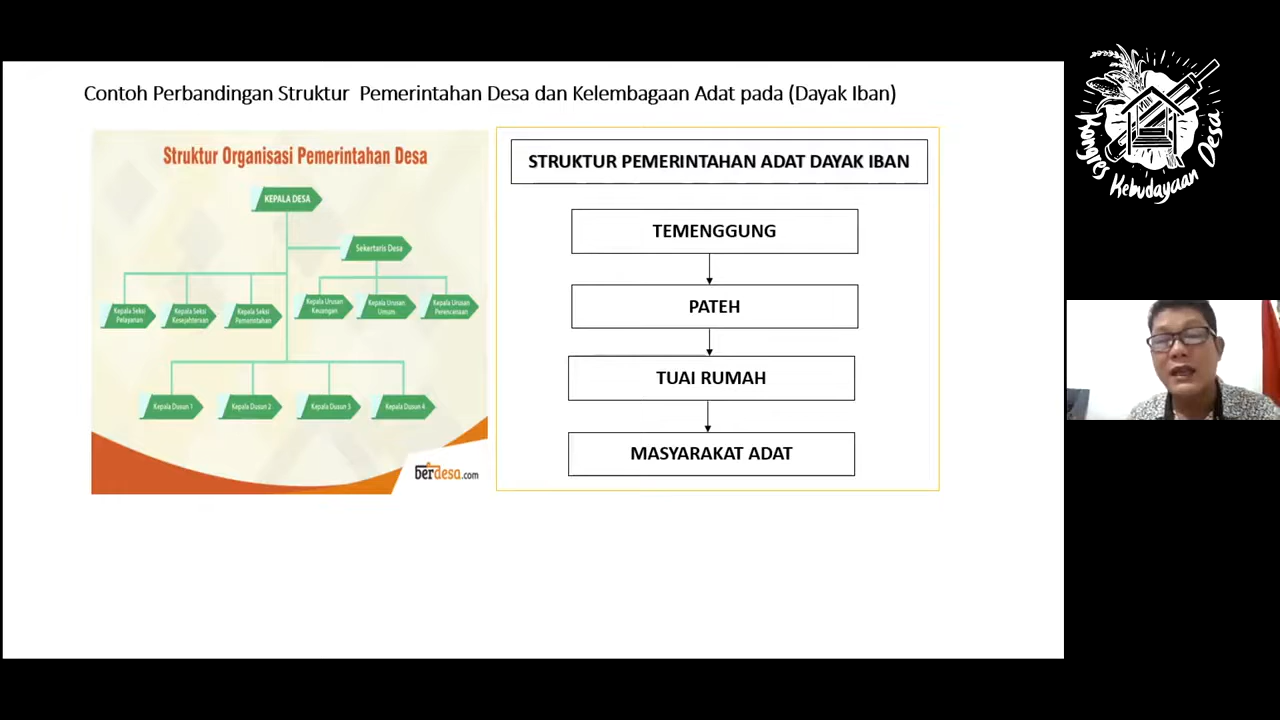 Contoh Perbandingan Struktur Pemerintahan Desa dan Kelembagaan Adat pada (Dayak Iban)
Struktur Organisasi Pemerintahan Desa
KEPALA DESA
Sekertaris Desa
Kepala Seksi
Pelayanan
Kepala Seksi
Kesejahteraan
Kepala Seksi
Pemerintahan
Kepala Urusan
Keuangan
Kepala Urusan
Umum
Kepala Urusan
Perencanaan
Kepala Dusun 1
Kepala Dusun 2
Kepala Dusun 3
Kepala Dusun 4
berdesa.com
STRUKTUR PEMERINTAHAN ADAT DAYAK IBAN
TEMENGGUNG
PATEH
TUAI RUMAH
MASYARAKAT ADAT
Kongres Kebudayaan Desa